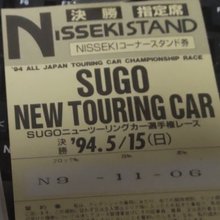 決勝 指定席
NISSEKISTAND
NISSEKIコーナースタンド券
'94 ALL JAPAN TOURING CAR CHAMPIONSHIP RACE
SUGO
NEW TOURING CAR
SUGOニューツーリングカー選手権レース
決勝 '94.5/15(日)
N9 -11-06